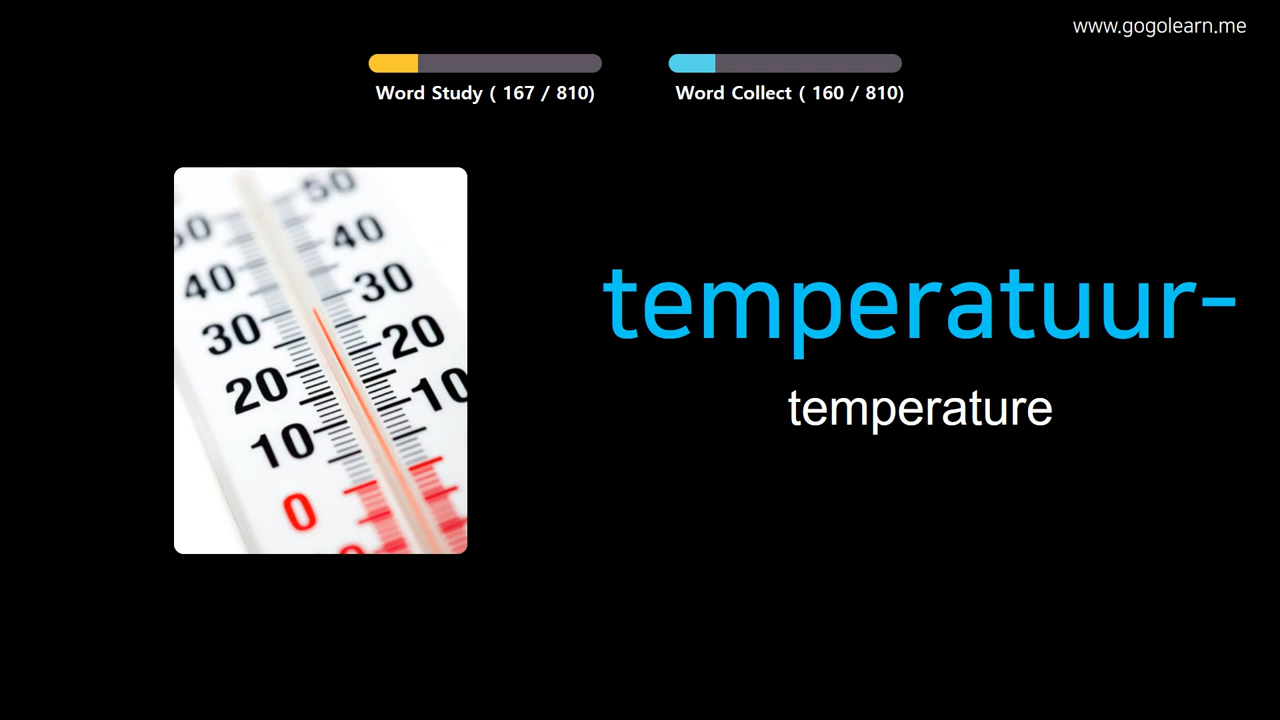 www.gogolearn.me
Word Study ( 167 / 810)
Word Collect ( 160 / 810)
50
50
40
40
30
30
20
20
10
10
0
temperatuur-
temperature